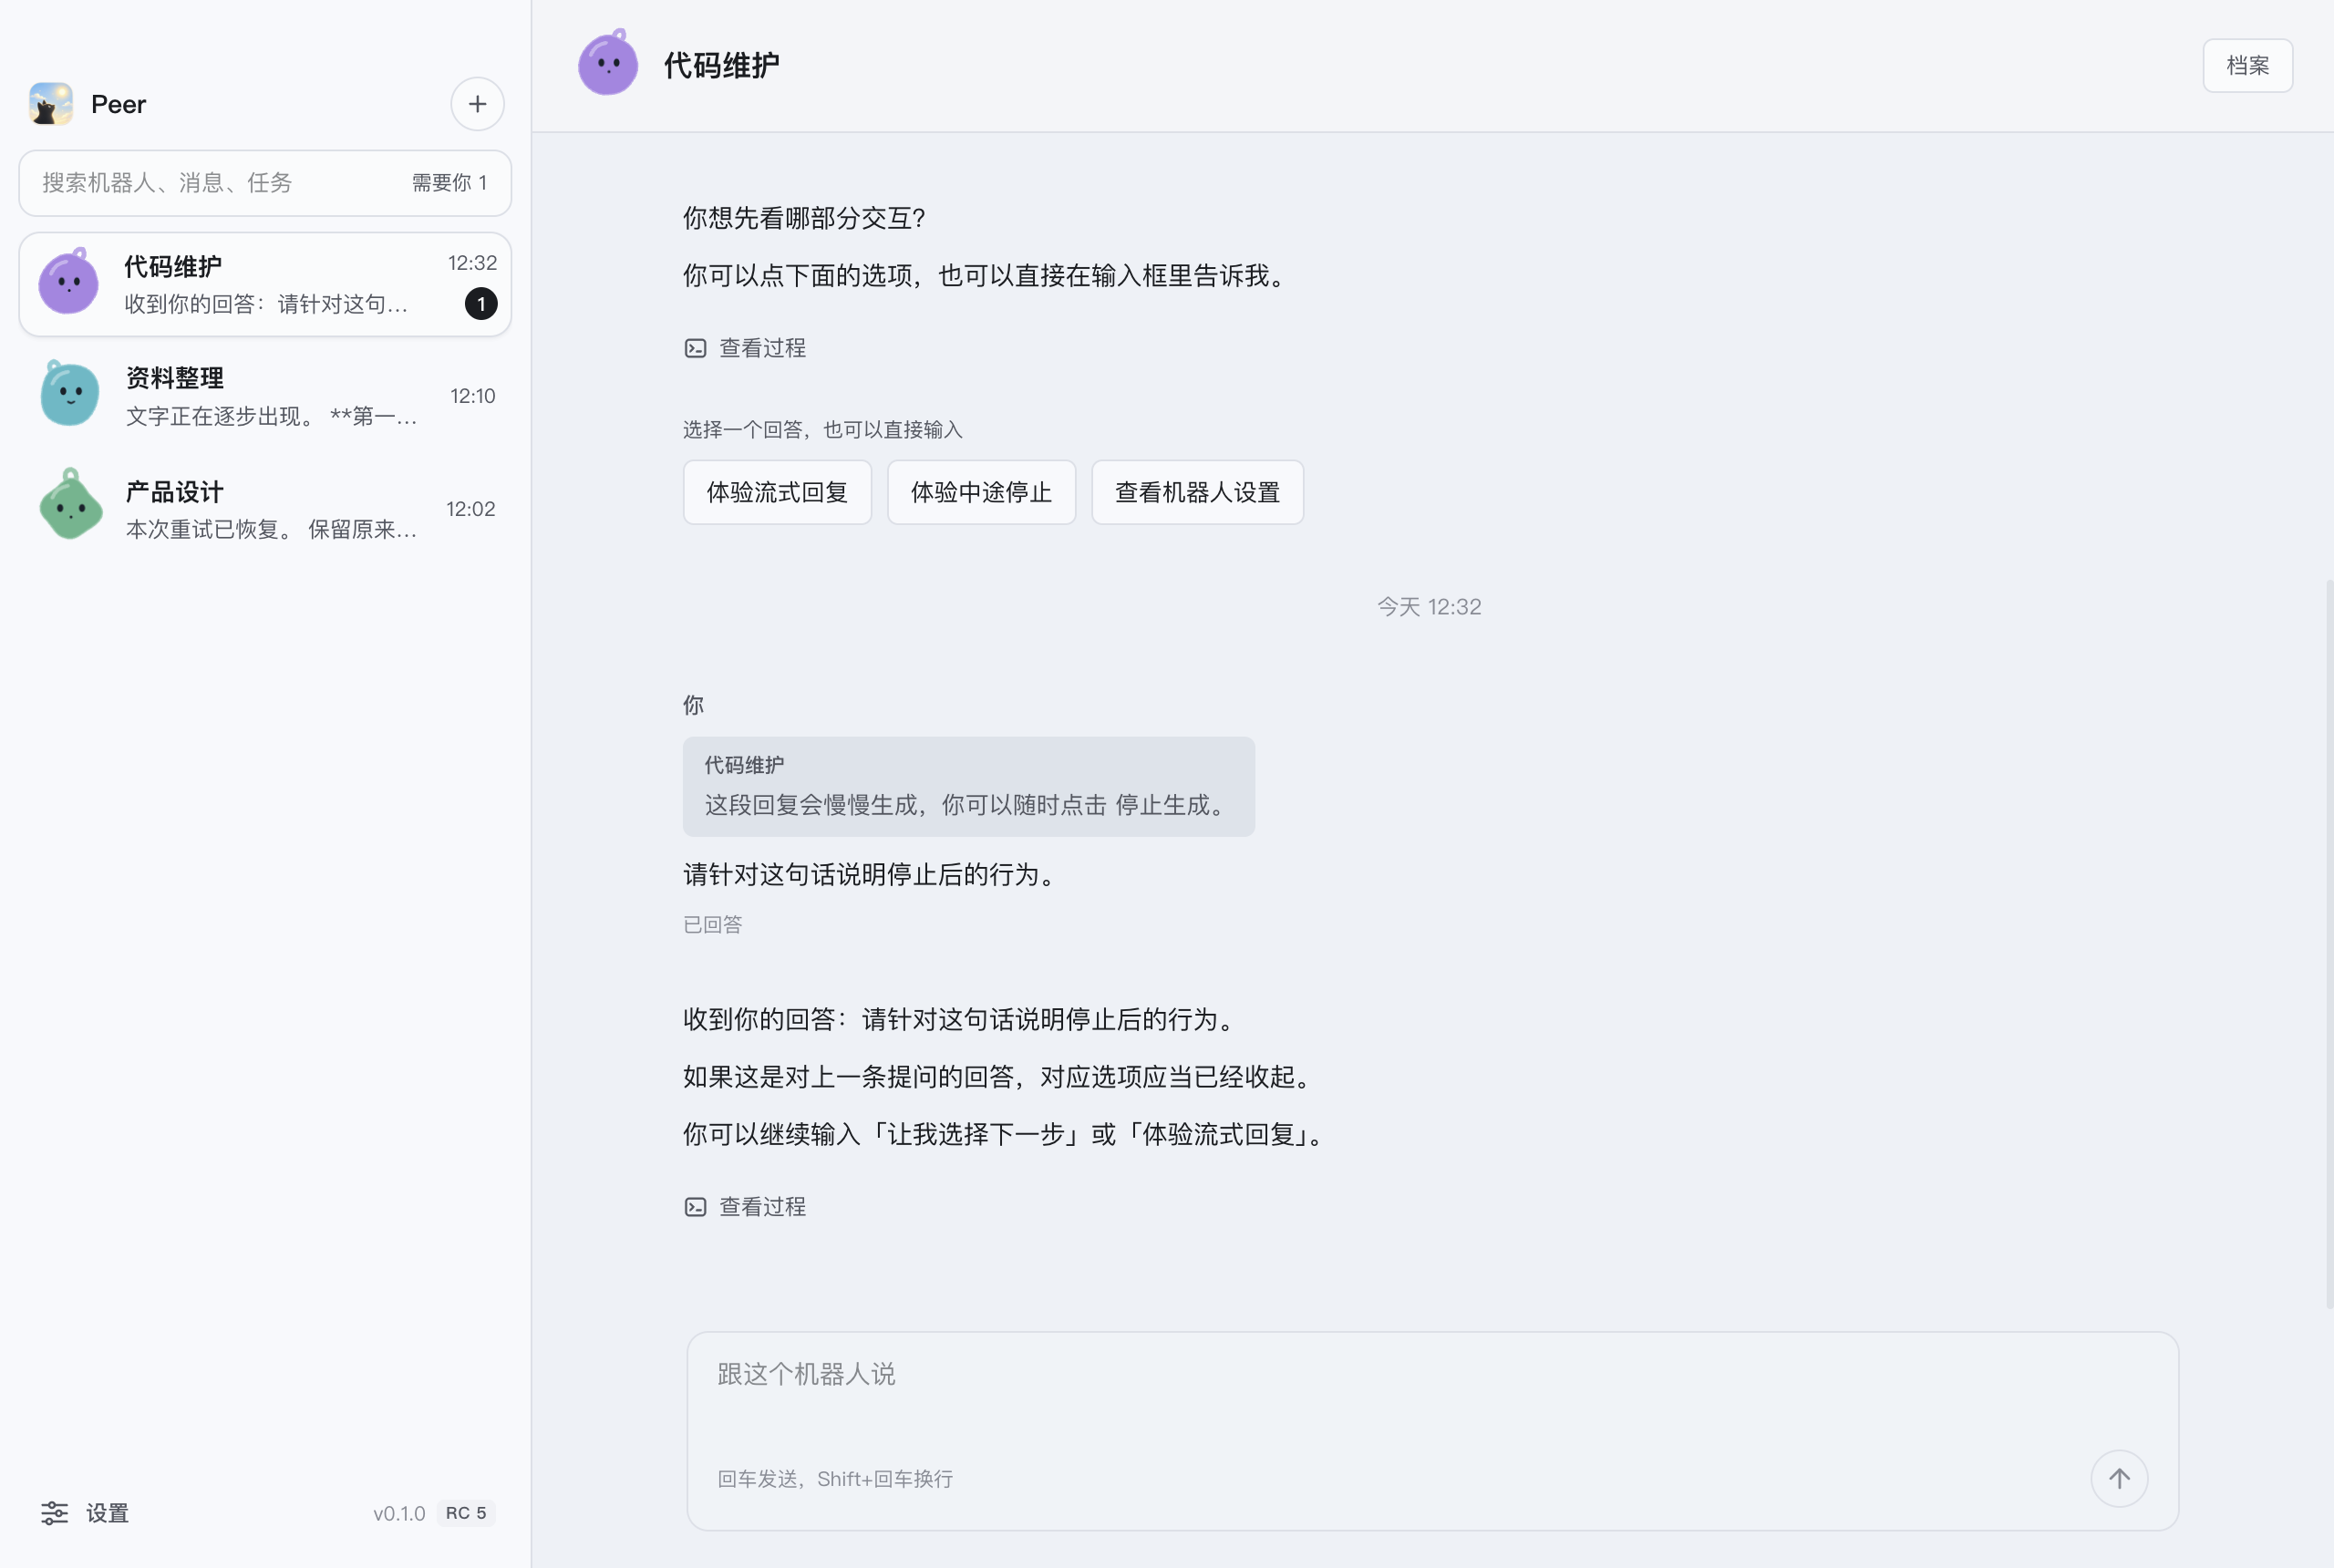 Peer
搜索机器人、消息、任务 需要你 1
代码维护 12:32
收到你的回答：请针对这句… 1
资料整理 12:10
文字正在逐步出现。 **第一…
产品设计 12:02
本次重试已恢复。 保留原来…
设置 v0.1.0 RC 5
代码维护 档案
你想先看哪部分交互？
你可以点下面的选项，也可以直接在输入框里告诉我。
查看过程
选择一个回答，也可以直接输入
体验流式回复 体验中途停止 查看机器人设置
今天 12:32
你
代码维护
这段回复会慢慢生成，你可以随时点击 停止生成。
请针对这句话说明停止后的行为。
已回答
收到你的回答：请针对这句话说明停止后的行为。
如果这是对上一条提问的回答，对应选项应当已经收起。
你可以继续输入「让我选择下一步」或「体验流式回复」。
查看过程
跟这个机器人说
回车发送，Shift+回车换行